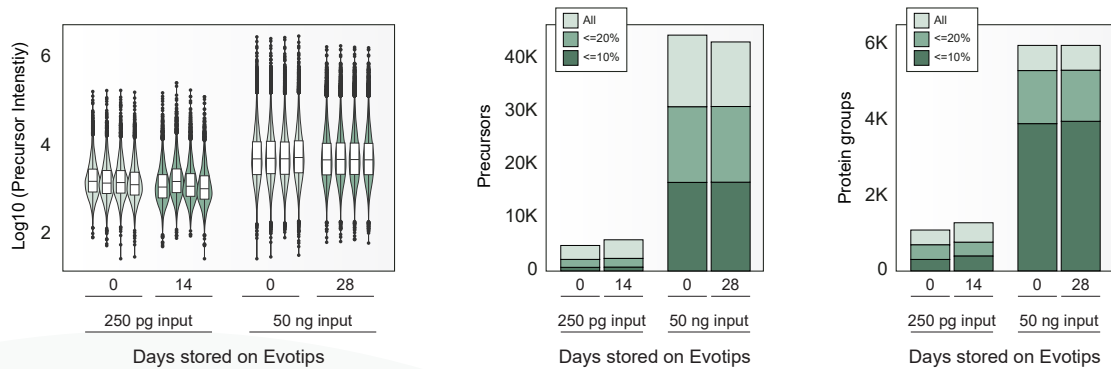 Log10 (Precursor Intenstiy)
6
4
2
0
14
0
28
250 pg input
50 ng input
Days stored on Evotips
All
<=20%
<=10%
Precursors
40K
30K
20K
10K
0
0
14
0
28
250 pg input
50 ng input
Days stored on Evotips
All
<=20%
<=10%
Protein groups
6K
4K
2K
0
0
14
0
28
250 pg input
50 ng input
Days stored on Evotips